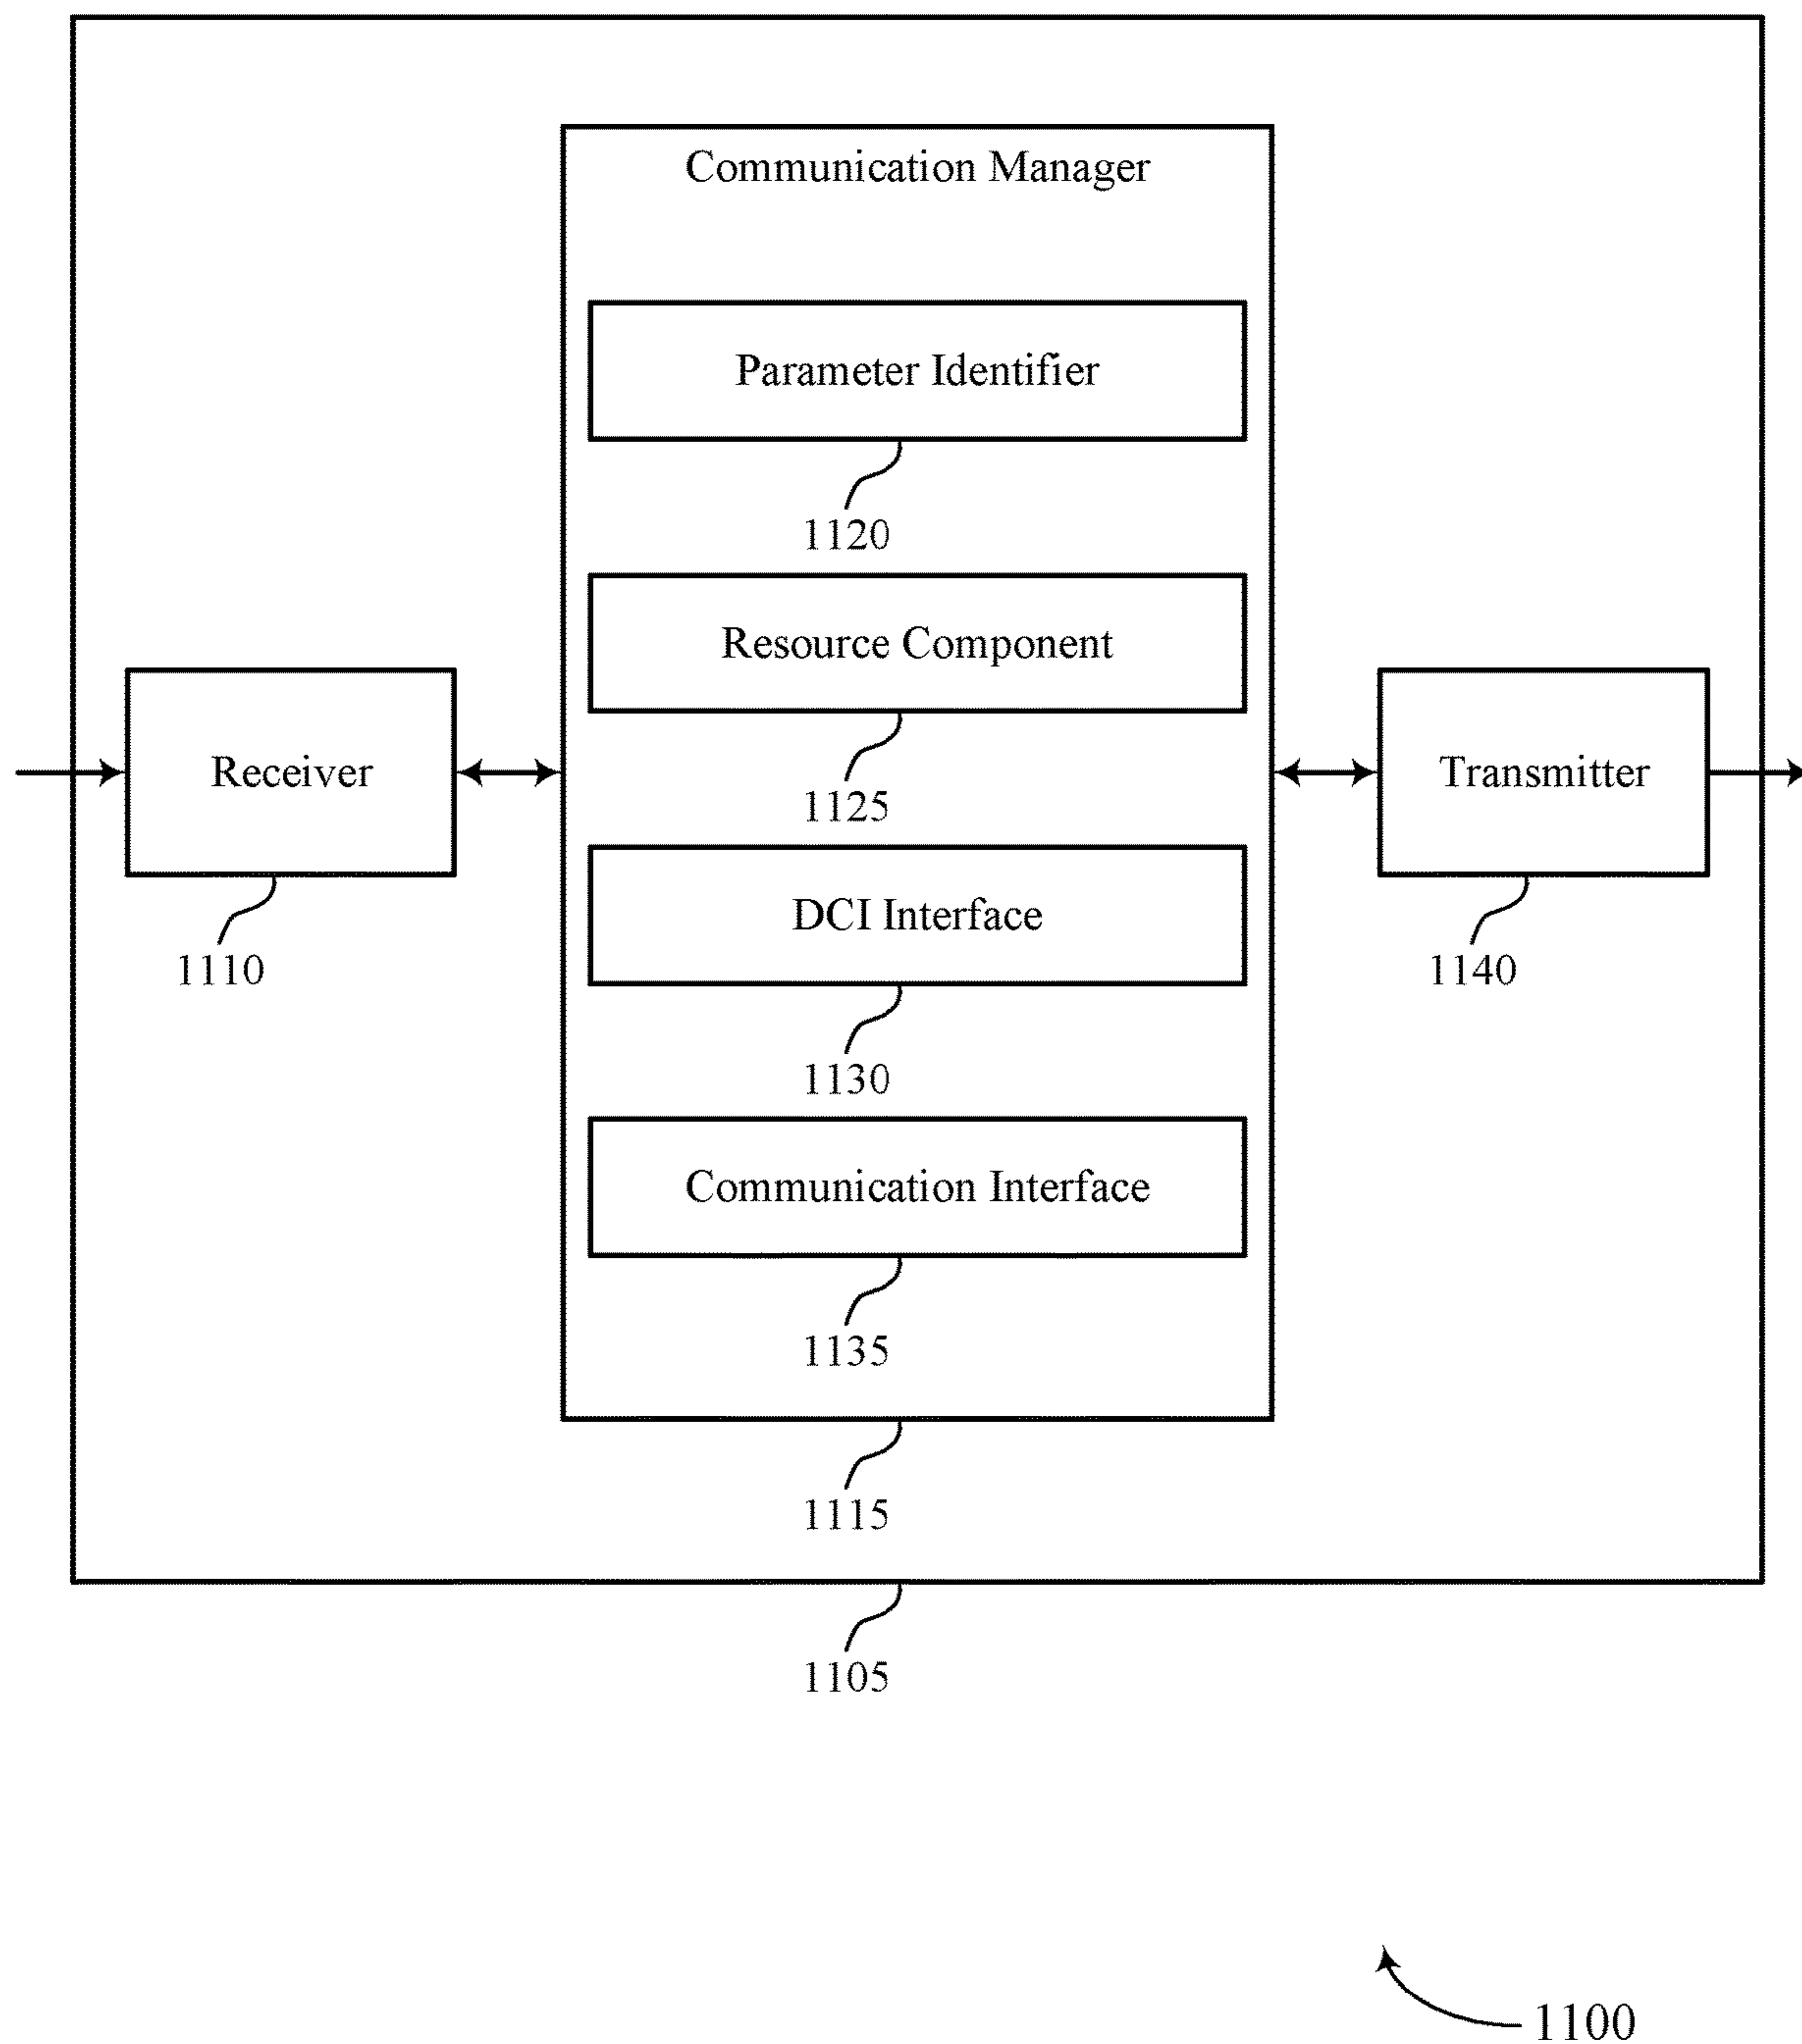 Communication Manager
Parameter Identifier
1120
Resource Component
1125
Receiver
1110
DCI Interface
1130
Communication Interface
1135
1115
Transmitter
1140
1105
1100